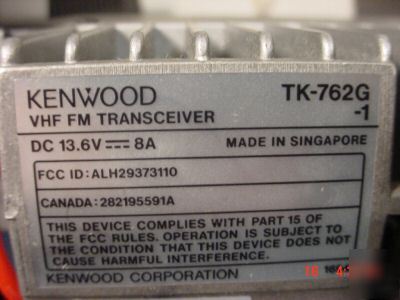 KENWOOD TK-762G
VHF FM TRANSCEIVER -1
DC 13.6V⎓8A MADE IN SINGAPORE
FCC ID:ALH29373110
CANADA:282195591A
THIS DEVICE COMPLIES WITH PART 15 OF
THE FCC RULES. OPERATION IS SUBJECT TO
THE CONDITION THAT THIS DEVICE DOES NOT
CAUSE HARMFUL INTERFERENCE.
KENWOOD CORPORATION